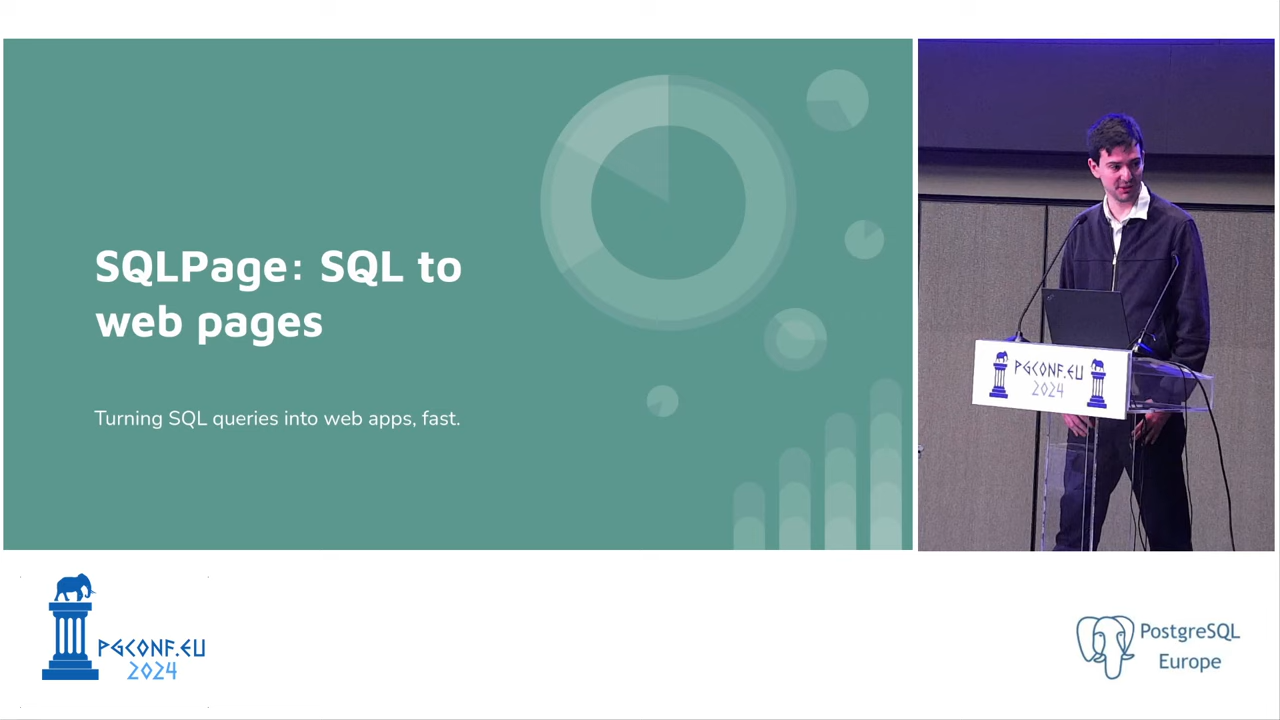 SQLPage: SQL to
web pages
Turning SQL queries into web apps, fast.
PGCONF.EU
2024
PGCONF.EU
2024
PostgreSQL
Europe